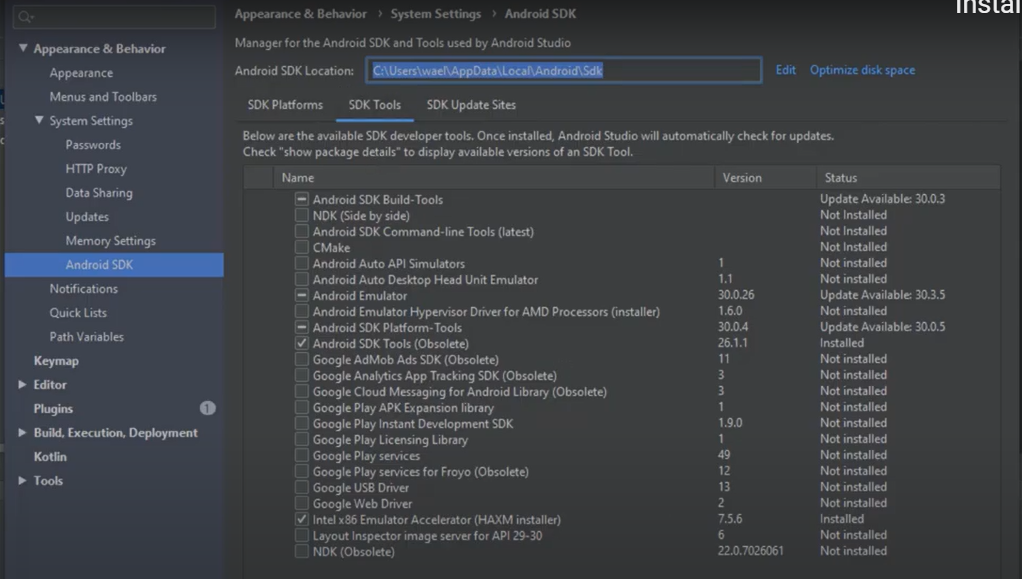 Instal
Appearance & Behavior › System Settings › Android SDK
Manager for the Android SDK and Tools used by Android Studio
Android SDK Location: C:\Users\wael\AppData\Local\Android\Sdk Edit Optimize disk space
SDK Platforms SDK Tools SDK Update Sites
Below are the available SDK developer tools. Once installed, Android Studio will automatically check for updates.
Check "show package details" to display available versions of an SDK Tool.
Appearance & Behavior
Appearance
Menus and Toolbars
System Settings
Passwords
HTTP Proxy
Data Sharing
Updates
Memory Settings
Android SDK
Notifications
Quick Lists
Path Variables
Keymap
Editor
Plugins 1
Build, Execution, Deployment
Kotlin
Tools
Name Version Status
Android SDK Build-Tools Update Available: 30.0.3
NDK (Side by side) Not Installed
Android SDK Command-line Tools (latest) Not Installed
CMake Not Installed
Android Auto API Simulators 1 Not installed
Android Auto Desktop Head Unit Emulator 1.1 Not installed
Android Emulator 30.0.26 Update Available: 30.3.5
Android Emulator Hypervisor Driver for AMD Processors (installer) 1.6.0 Not installed
Android SDK Platform-Tools 30.0.4 Update Available: 30.0.5
Android SDK Tools (Obsolete) 26.1.1 Installed
Google AdMob Ads SDK (Obsolete) 11 Not installed
Google Analytics App Tracking SDK (Obsolete) 3 Not installed
Google Cloud Messaging for Android Library (Obsolete) 3 Not installed
Google Play APK Expansion library 1 Not installed
Google Play Instant Development SDK 1.9.0 Not installed
Google Play Licensing Library 1 Not installed
Google Play services 49 Not installed
Google Play services for Froyo (Obsolete) 12 Not installed
Google USB Driver 13 Not installed
Google Web Driver 2 Not installed
Intel x86 Emulator Accelerator (HAXM installer) 7.5.6 Installed
Layout Inspector image server for API 29-30 6 Not installed
NDK (Obsolete) 22.0.7026061 Not installed